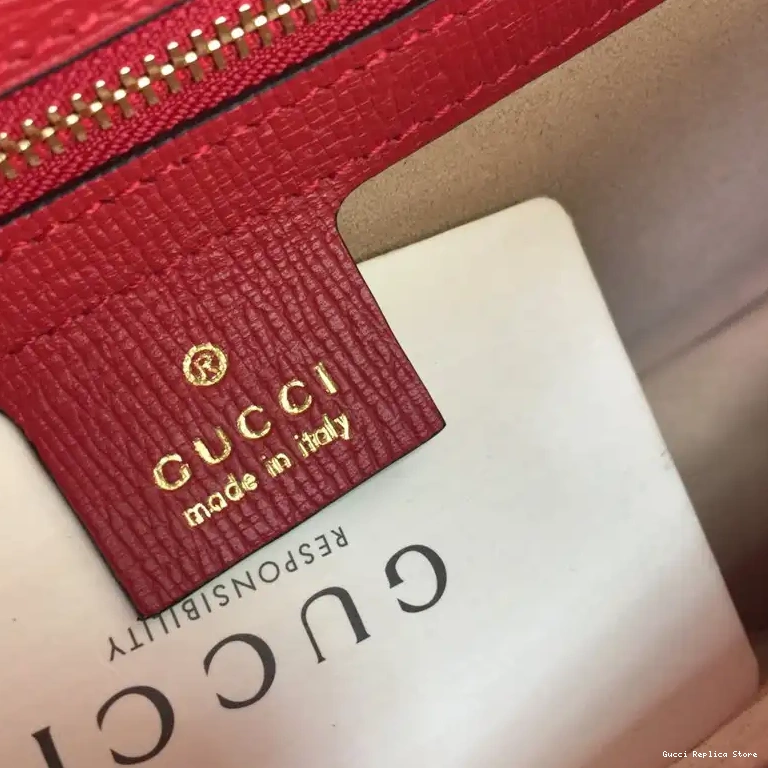 ®
GUCCI
made in italy
RESPONSIBILITY
GUCCI
Gucci Replica Store